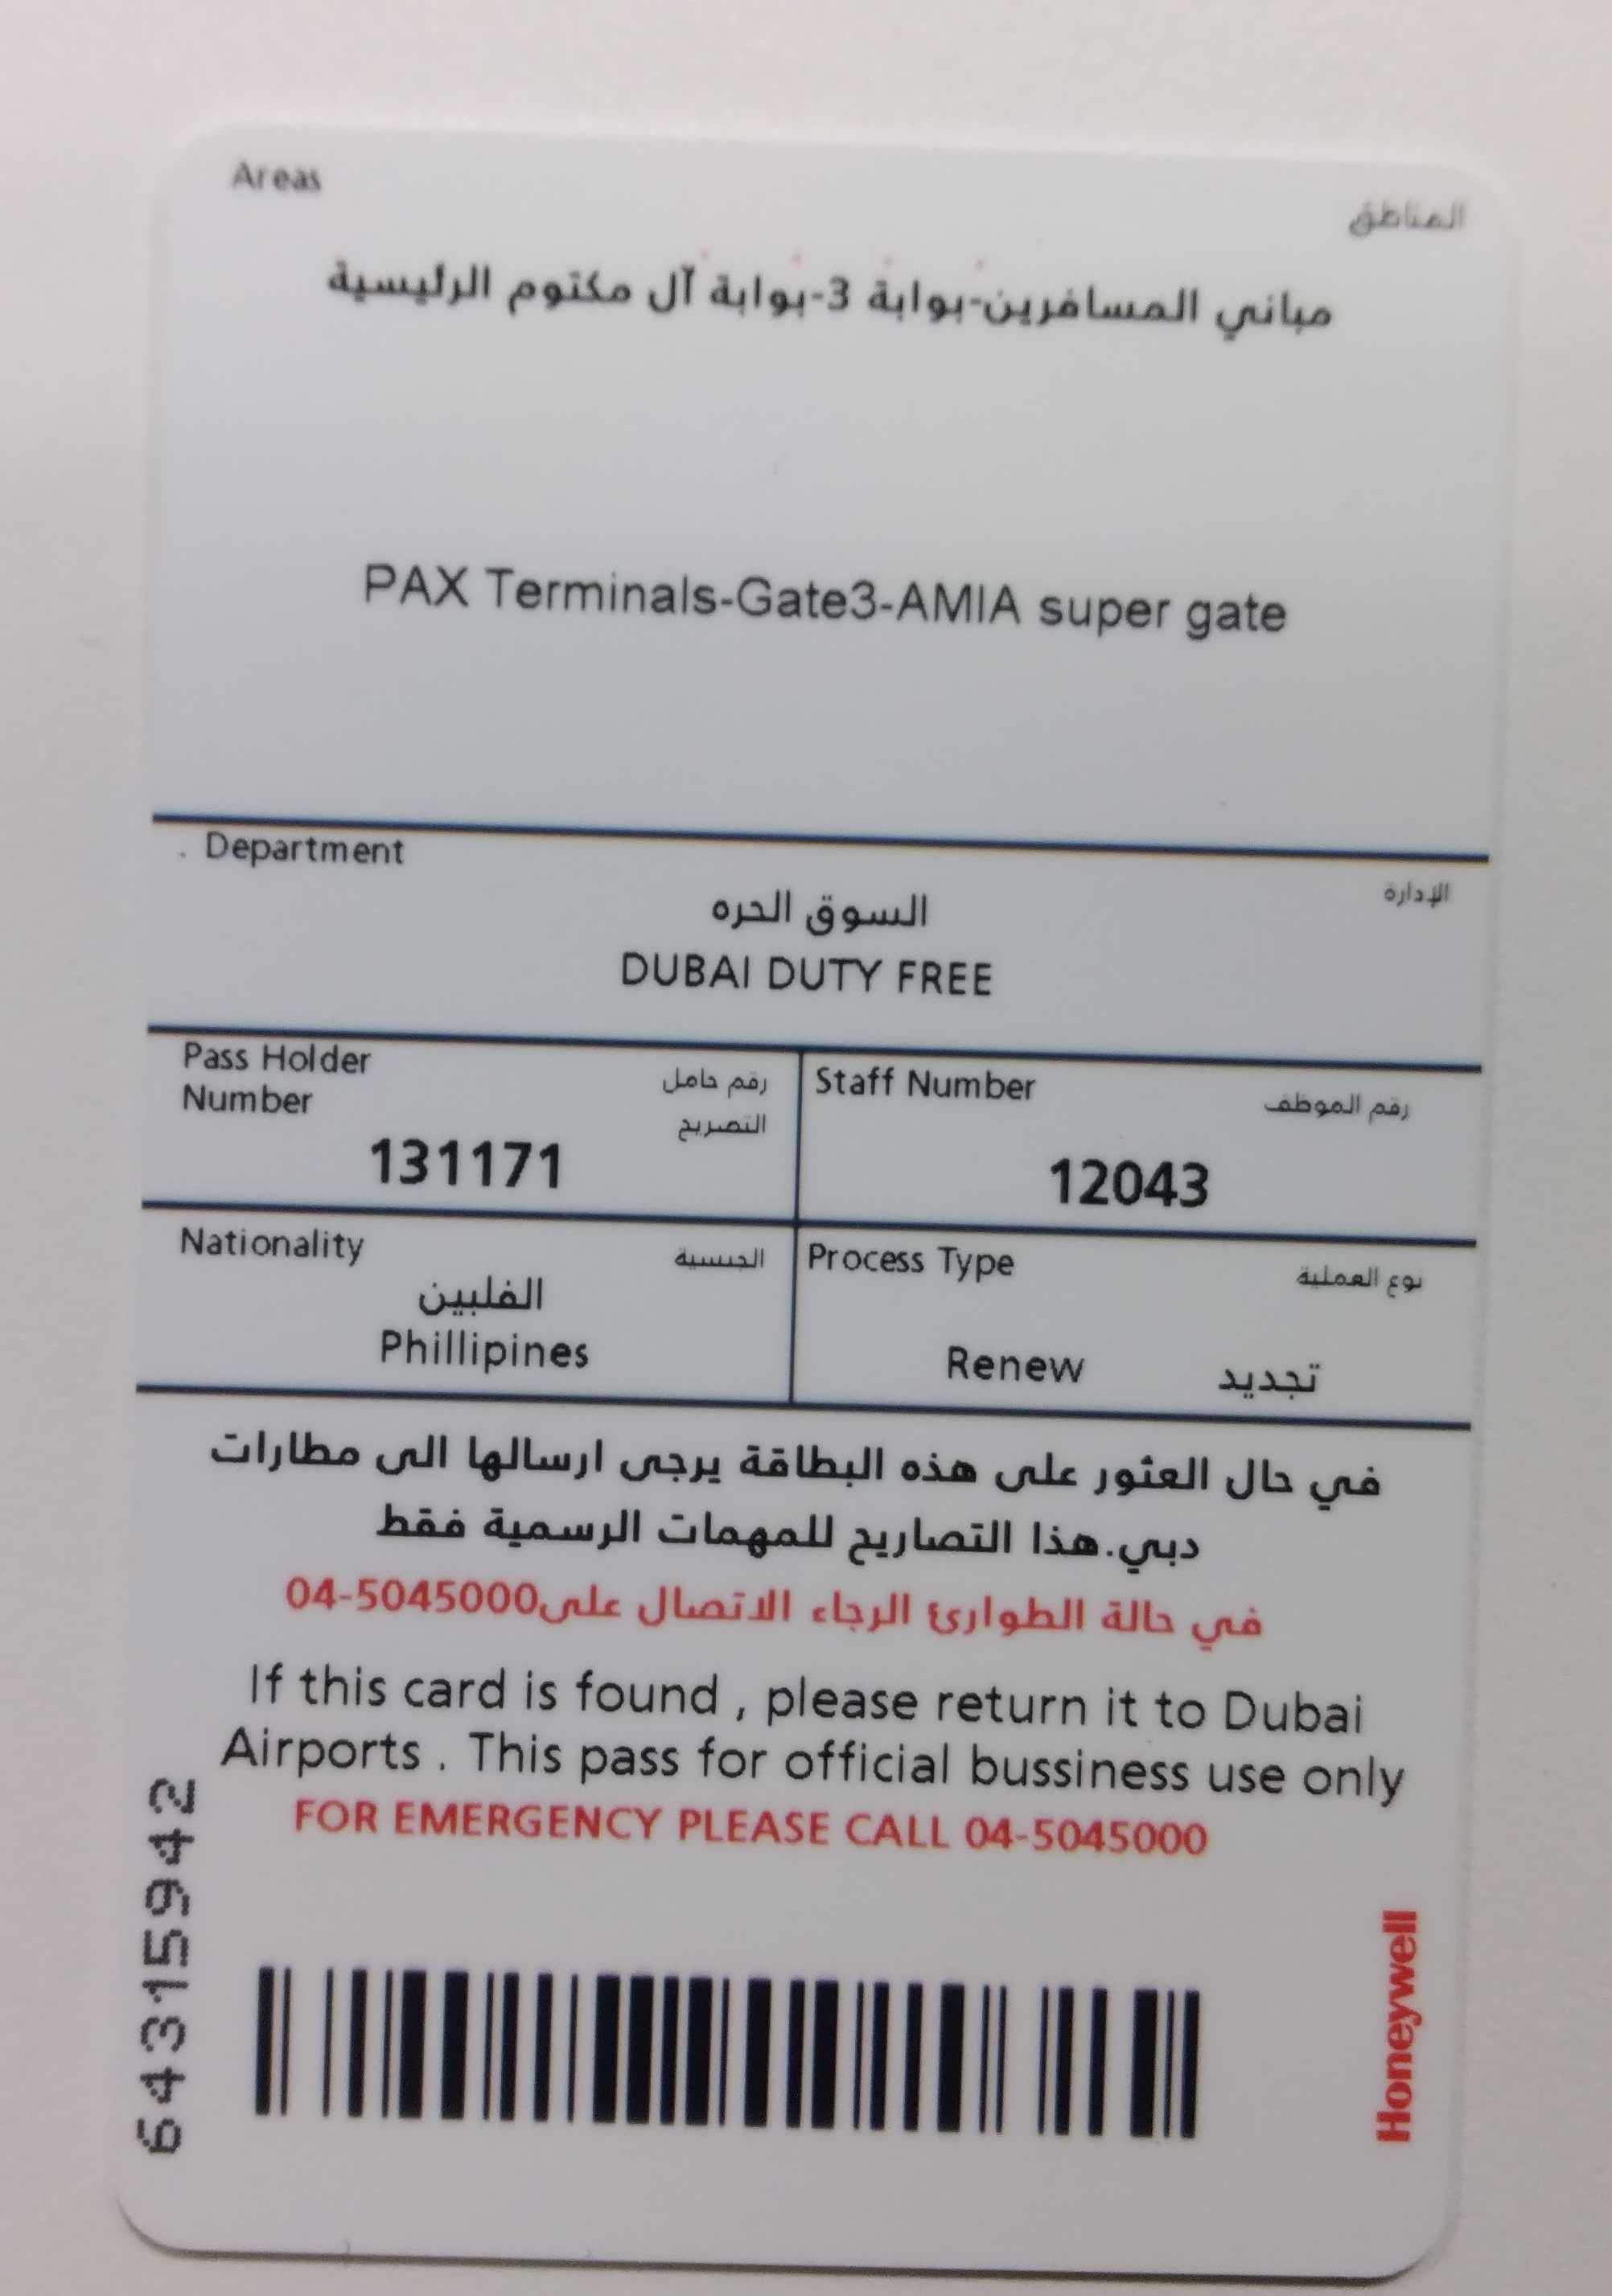 Areas
المناطق
مباني المسافرين-بوابة 3-بوابة آل مكتوم الرئيسية
PAX Terminals-Gate3-AMIA super gate
. Department
الإدارة
السوق الحره
DUBAI DUTY FREE
Pass Holder
Number
رقم حامل
التصريح
131171
Staff Number
رقم الموظف
12043
Nationality
الجنسية
الفلبين
Phillipines
Process Type
نوع العملية
Renew تجديد
في حال العثور على هذه البطاقة يرجى ارسالها الى مطارات
دبي.هذا التصاريح للمهمات الرسمية فقط
في حالة الطوارئ الرجاء الاتصال على04-5045000
If this card is found , please return it to Dubai
Airports . This pass for official bussiness use only
FOR EMERGENCY PLEASE CALL 04-5045000
64315942
Honeywell